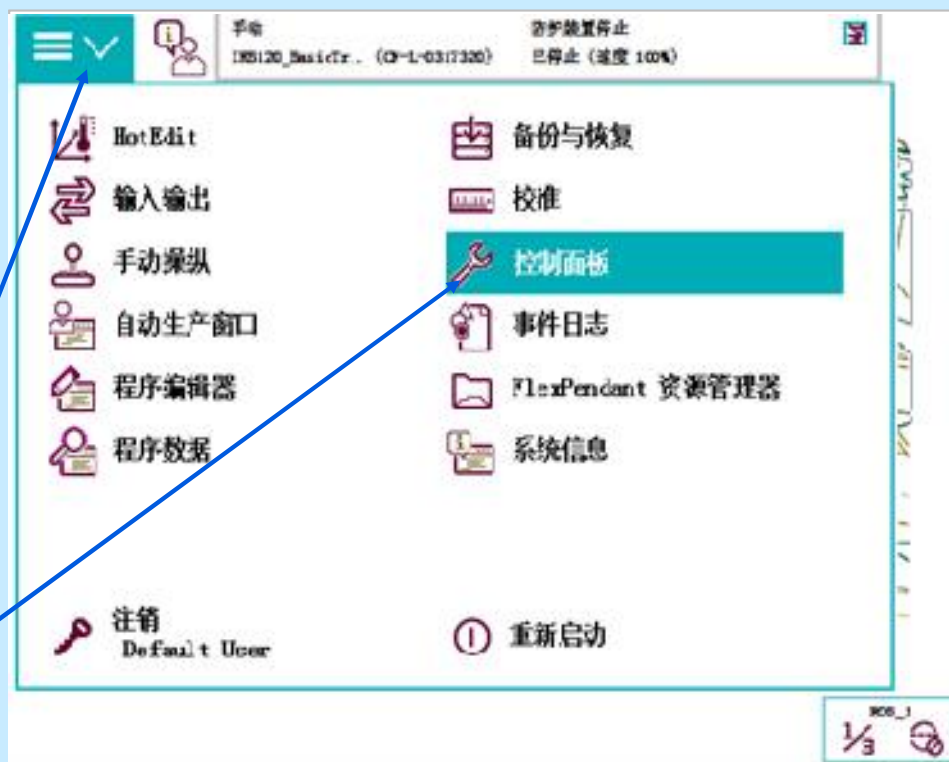 手动
防护装置停止
已停止 (速度 100%)
HotEdit
备份与恢复
输入输出
校准
手动操纵
控制面板
自动生产窗口
事件日志
程序编辑器
FlexPendant 资源管理器
程序数据
系统信息
注销
Default User
重新启动
ROB_1
1/3